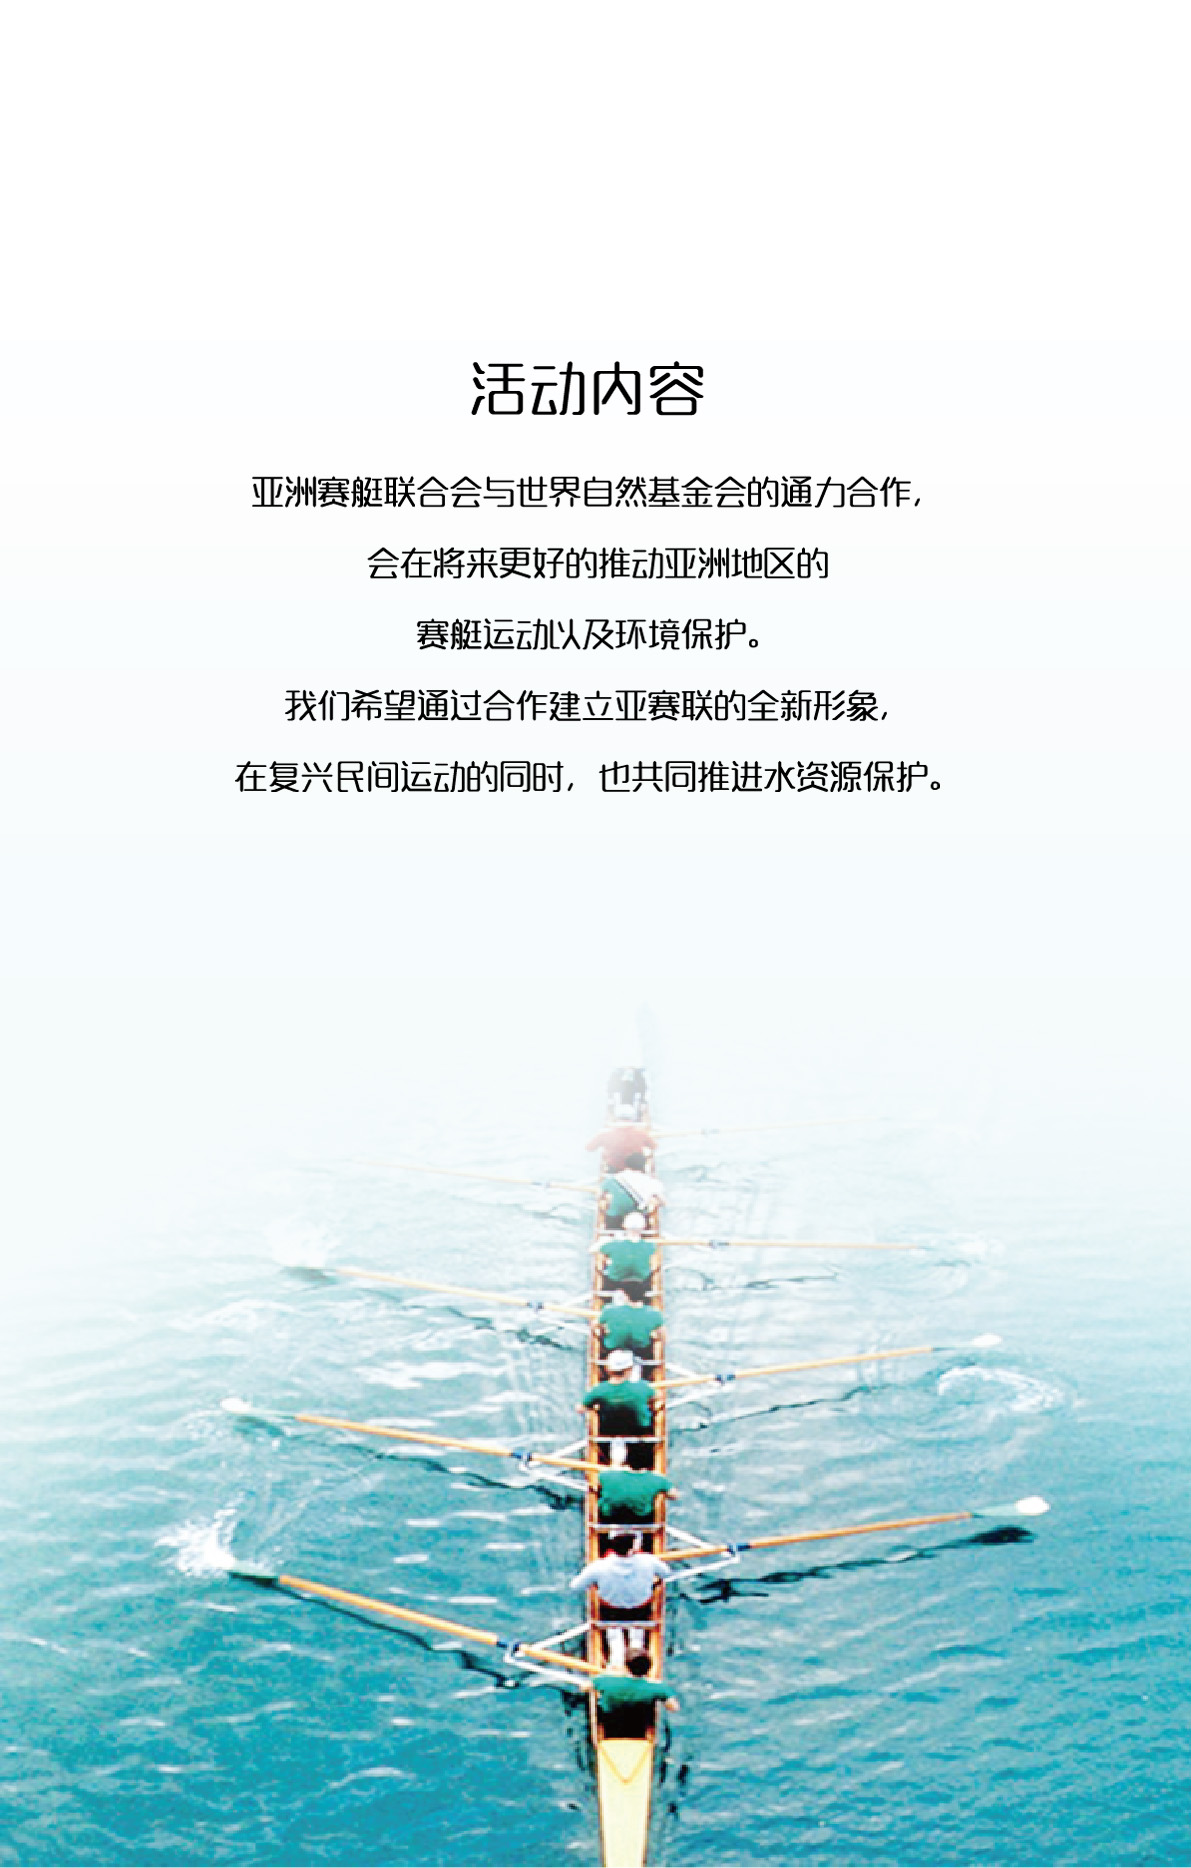 活动内容
亚洲赛艇联合会与世界自然基金会的通力合作，
会在将来更好的推动亚洲地区的
赛艇运动以及环境保护。
我们希望通过合作建立亚赛联的全新形象，
在复兴民间运动的同时，也共同推进水资源保护。